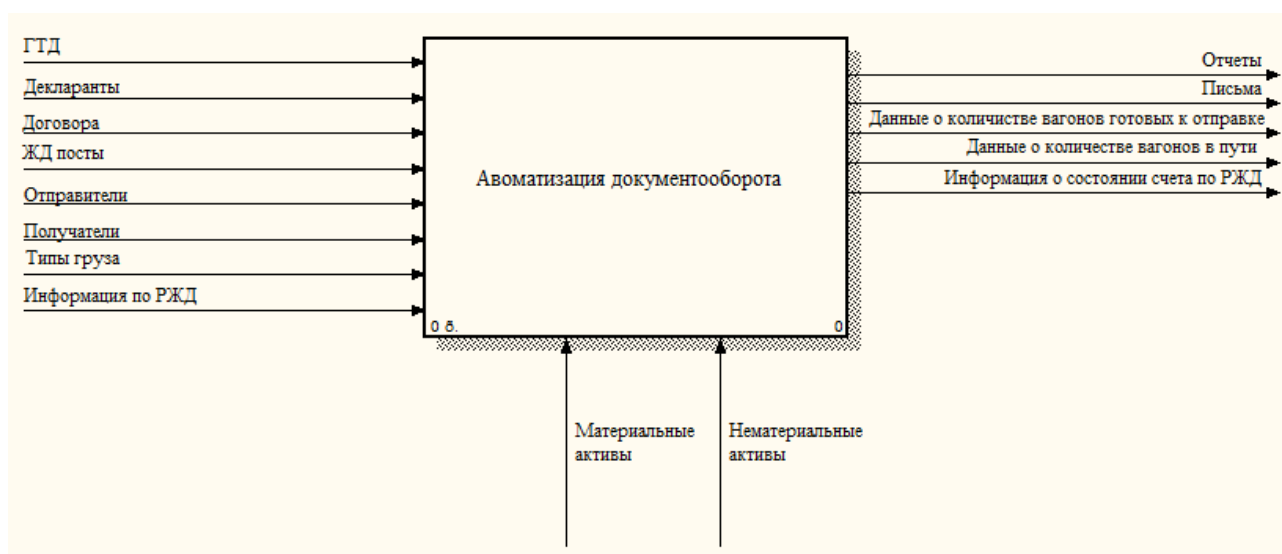 ГТД
Декларанты
Договора
ЖД посты
Отправители
Получатели
Типы груза
Информация по РЖД
Авоматизация документооборота
0 р.
0
Отчеты
Письма
Данные о количистве вагонов готовых к отправке
Данные о количестве вагонов в пути
Информация о состоянии счета по РЖД
Материальные
активы
Нематериальные
активы